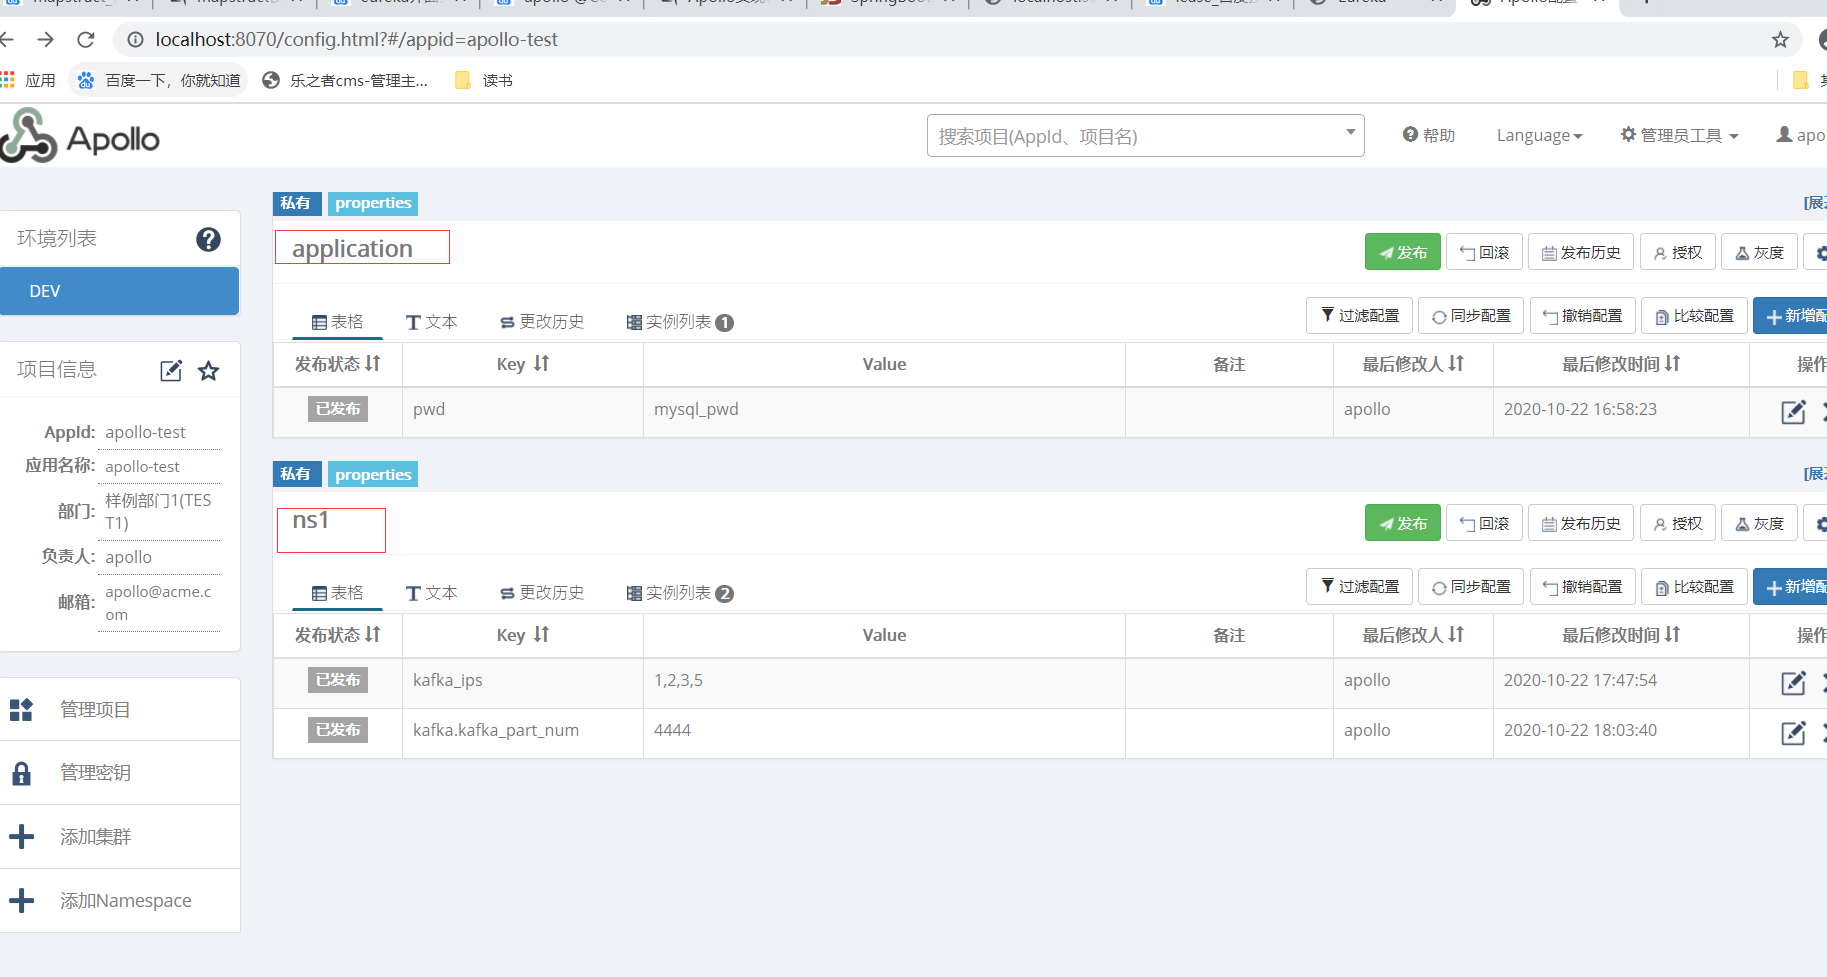 localhost:8070/config.html?#/appid=apollo-test
应用
百度一下，你就知道
乐之者cms-管理主...
读书
Apollo
搜索项目(AppId、项目名)
帮助
Language
管理员工具
apo
环境列表
DEV
项目信息
AppId: apollo-test
应用名称: apollo-test
部门: 样例部门1(TES
T1)
负责人: apollo
邮箱: apollo@acme.c
om
管理项目
管理密钥
添加集群
添加Namespace
私有 properties
[展
application
发布 回滚 发布历史 授权 灰度
表格 文本 更改历史 实例列表 1
过滤配置 同步配置 撤销配置 比较配置 新增配
发布状态 Key Value 备注 最后修改人 最后修改时间 操作
已发布 pwd mysql_pwd apollo 2020-10-22 16:58:23
私有 properties
[展
ns1
发布 回滚 发布历史 授权 灰度
表格 文本 更改历史 实例列表 2
过滤配置 同步配置 撤销配置 比较配置 新增配
发布状态 Key Value 备注 最后修改人 最后修改时间 操作
已发布 kafka_ips 1,2,3,5 apollo 2020-10-22 17:47:54
已发布 kafka.kafka_part_num 4444 apollo 2020-10-22 18:03:40